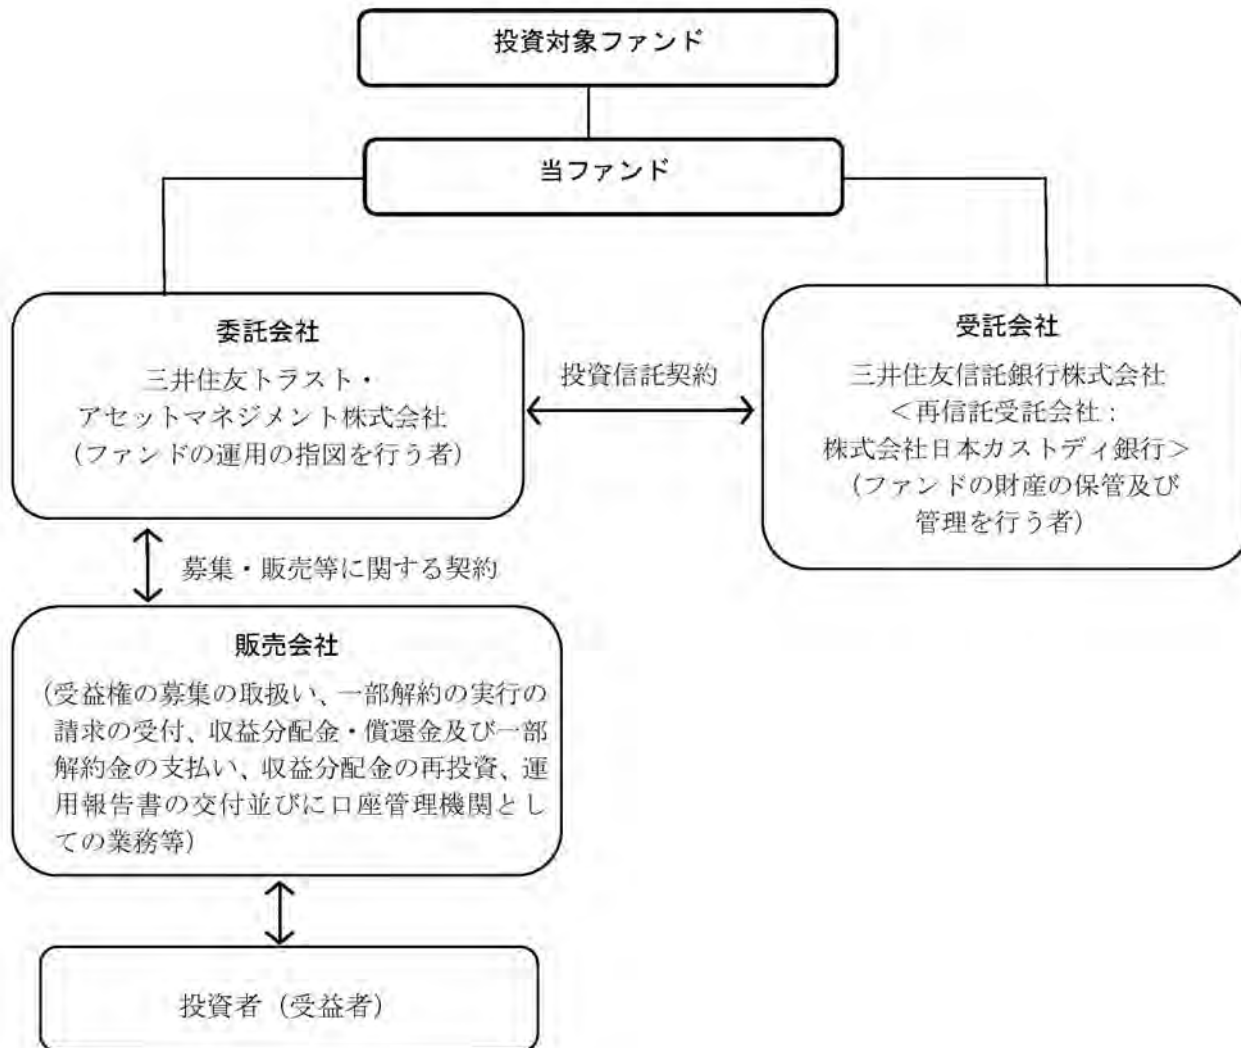 投資対象ファンド
当ファンド
委託会社
三井住友トラスト・
アセットマネジメント株式会社
(ファンドの運用の指図を行う者)
投資信託契約
受託会社
三井住友信託銀行株式会社
<再信託受託会社:
株式会社日本カストディ銀行>
(ファンドの財産の保管及び
管理を行う者)
募集・販売等に関する契約
販売会社
(受益権の募集の取扱い、一部解約の実行の
請求の受付、収益分配金・償還金及び一部
解約金の支払い、収益分配金の再投資、運
用報告書の交付並びに口座管理機関とし
ての業務等)
投資者(受益者)